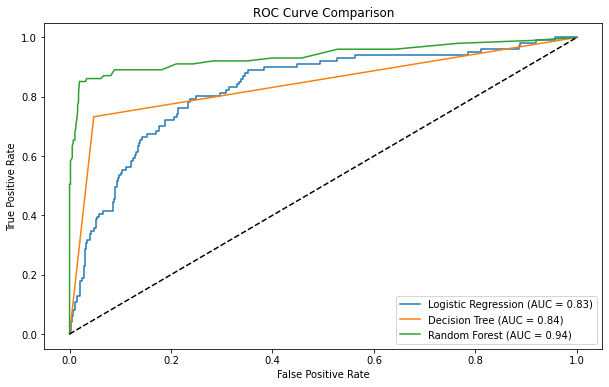 ROC Curve Comparison
True Positive Rate
1.0
0.8
0.6
0.4
0.2
0.0
Logistic Regression (AUC = 0.83)
Decision Tree (AUC = 0.84)
Random Forest (AUC = 0.94)
0.0 0.2 0.4 0.6 0.8 1.0
False Positive Rate